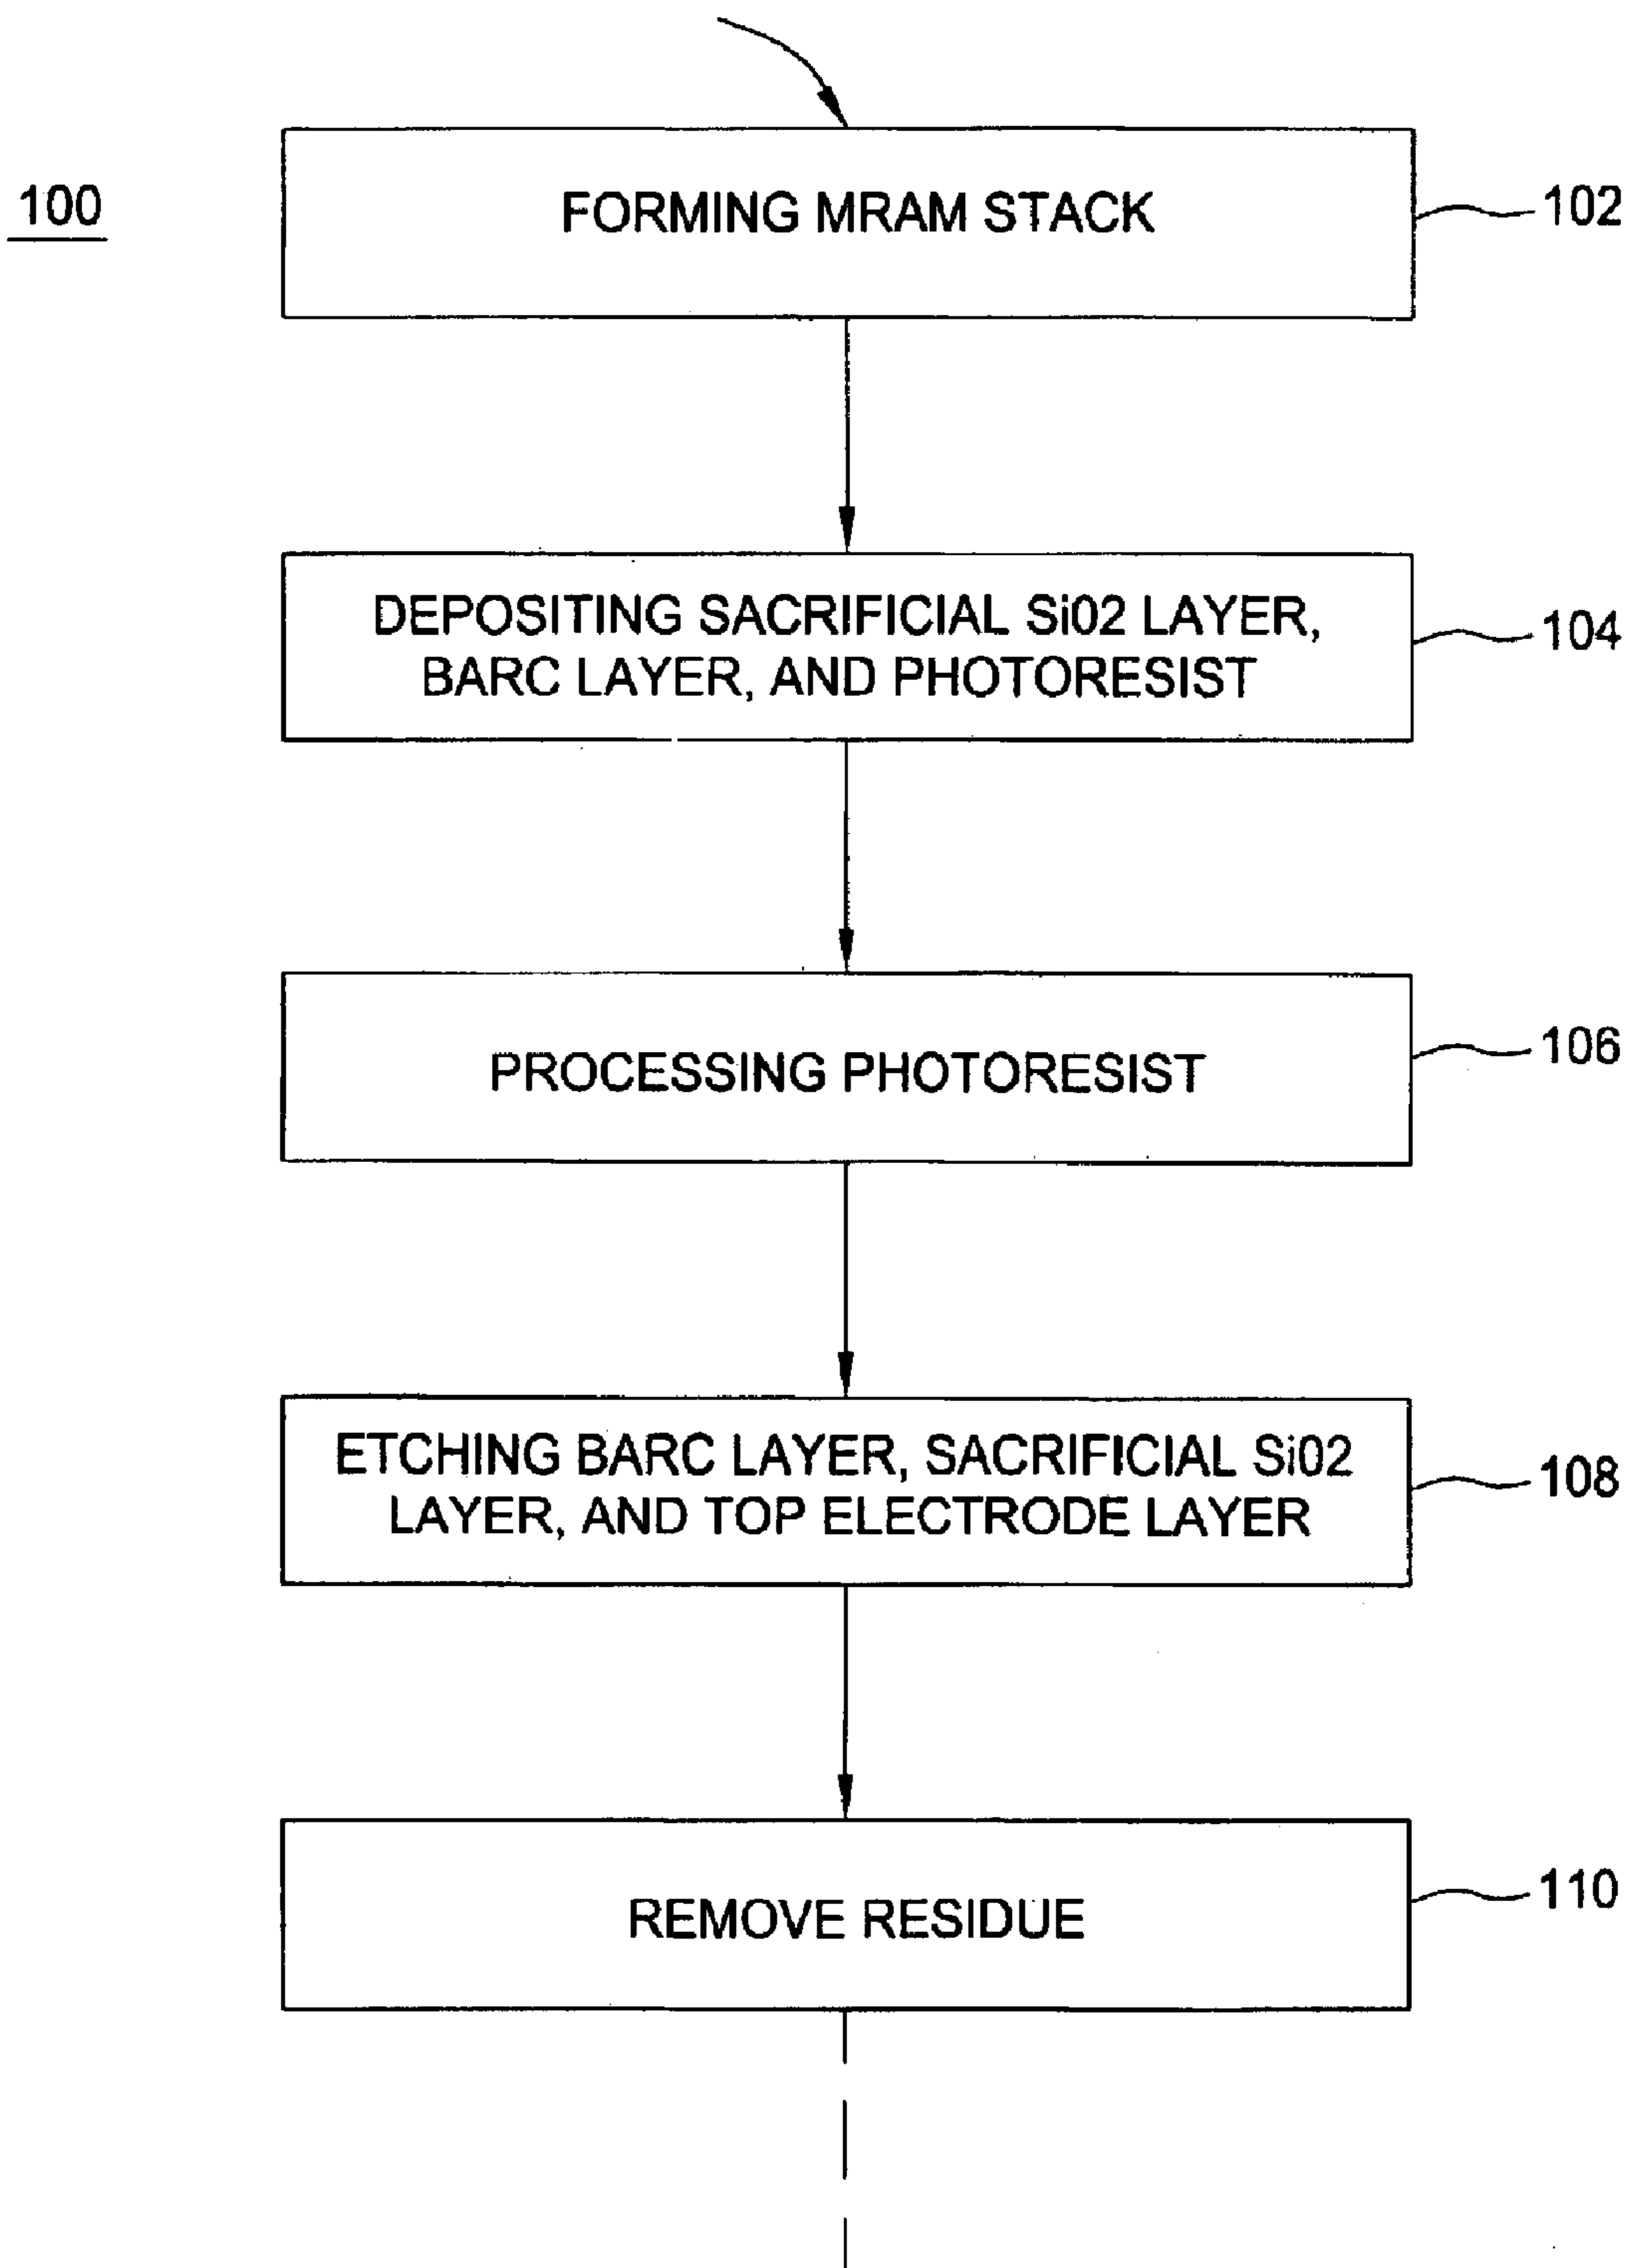 100
FORMING MRAM STACK
102
DEPOSITING SACRIFICIAL Si02 LAYER,
BARC LAYER, AND PHOTORESIST
104
PROCESSING PHOTORESIST
106
ETCHING BARC LAYER, SACRIFICIAL Si02
LAYER, AND TOP ELECTRODE LAYER
108
REMOVE RESIDUE
110